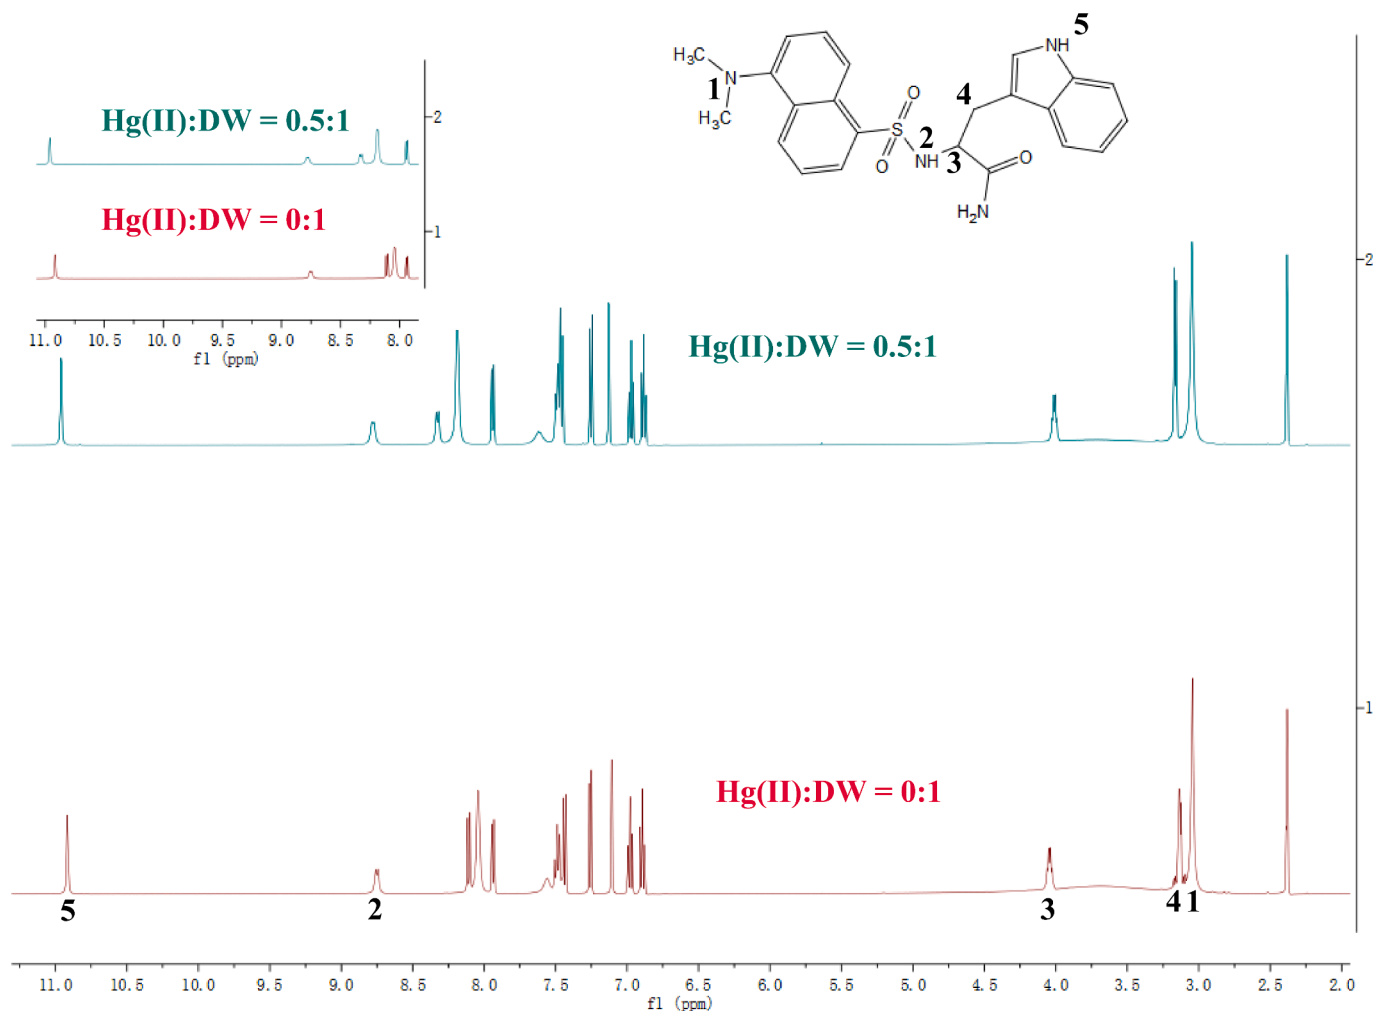 5
H₃C
N
1
H₃C
4
NH
O
S
O
2
NH
3
O
H₂N
Hg(II):DW = 0.5:1
2
Hg(II):DW = 0:1
1
11.0 10.5 10.0 9.5 9.0 8.5 8.0
f1 (ppm)
2
Hg(II):DW = 0.5:1
1
Hg(II):DW = 0:1
5 2 3 4 1
11.0 10.5 10.0 9.5 9.0 8.5 8.0 7.5 7.0 6.5 6.0 5.5 5.0 4.5 4.0 3.5 3.0 2.5 2.0
f1 (ppm)